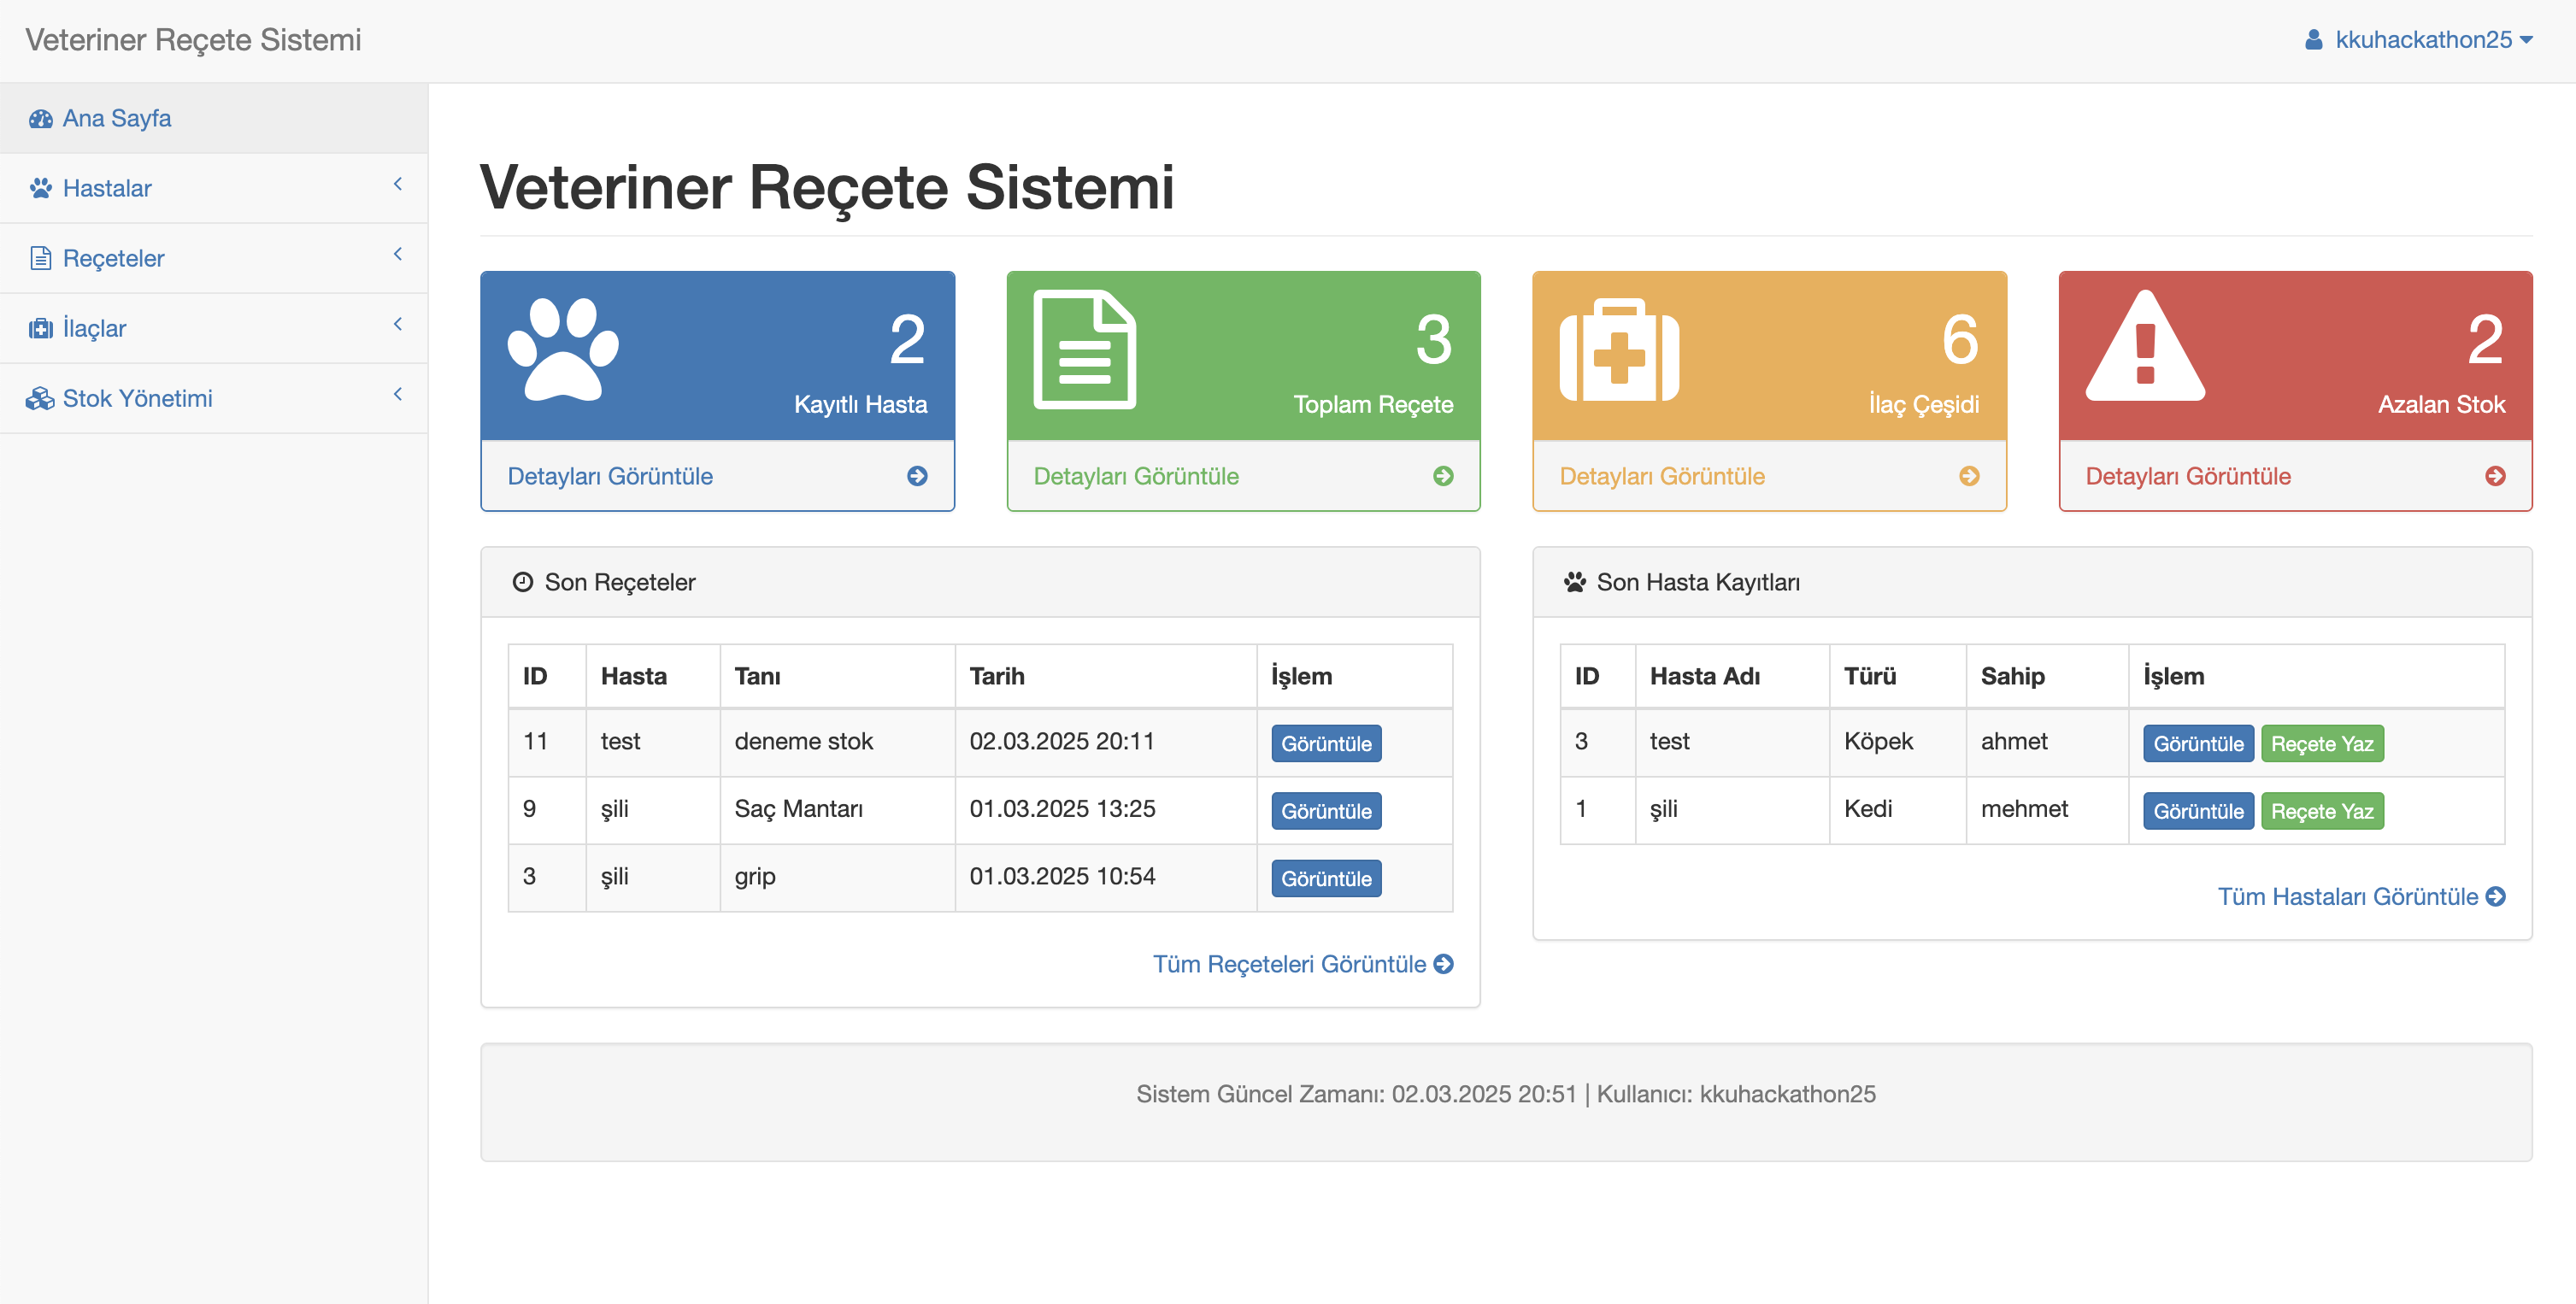 Veteriner Reçete Sistemi
kkuhackathon25
Ana Sayfa
Hastalar
Reçeteler
İlaçlar
Stok Yönetimi
Veteriner Reçete Sistemi
2
Kayıtlı Hasta
Detayları Görüntüle
3
Toplam Reçete
Detayları Görüntüle
6
İlaç Çeşidi
Detayları Görüntüle
2
Azalan Stok
Detayları Görüntüle
Son Reçeteler
ID Hasta Tanı Tarih İşlem
11 test deneme stok 02.03.2025 20:11 Görüntüle
9 şili Saç Mantarı 01.03.2025 13:25 Görüntüle
3 şili grip 01.03.2025 10:54 Görüntüle
Tüm Reçeteleri Görüntüle
Son Hasta Kayıtları
ID Hasta Adı Türü Sahip İşlem
3 test Köpek ahmet Görüntüle Reçete Yaz
1 şili Kedi mehmet Görüntüle Reçete Yaz
Tüm Hastaları Görüntüle
Sistem Güncel Zamanı: 02.03.2025 20:51 | Kullanıcı: kkuhackathon25